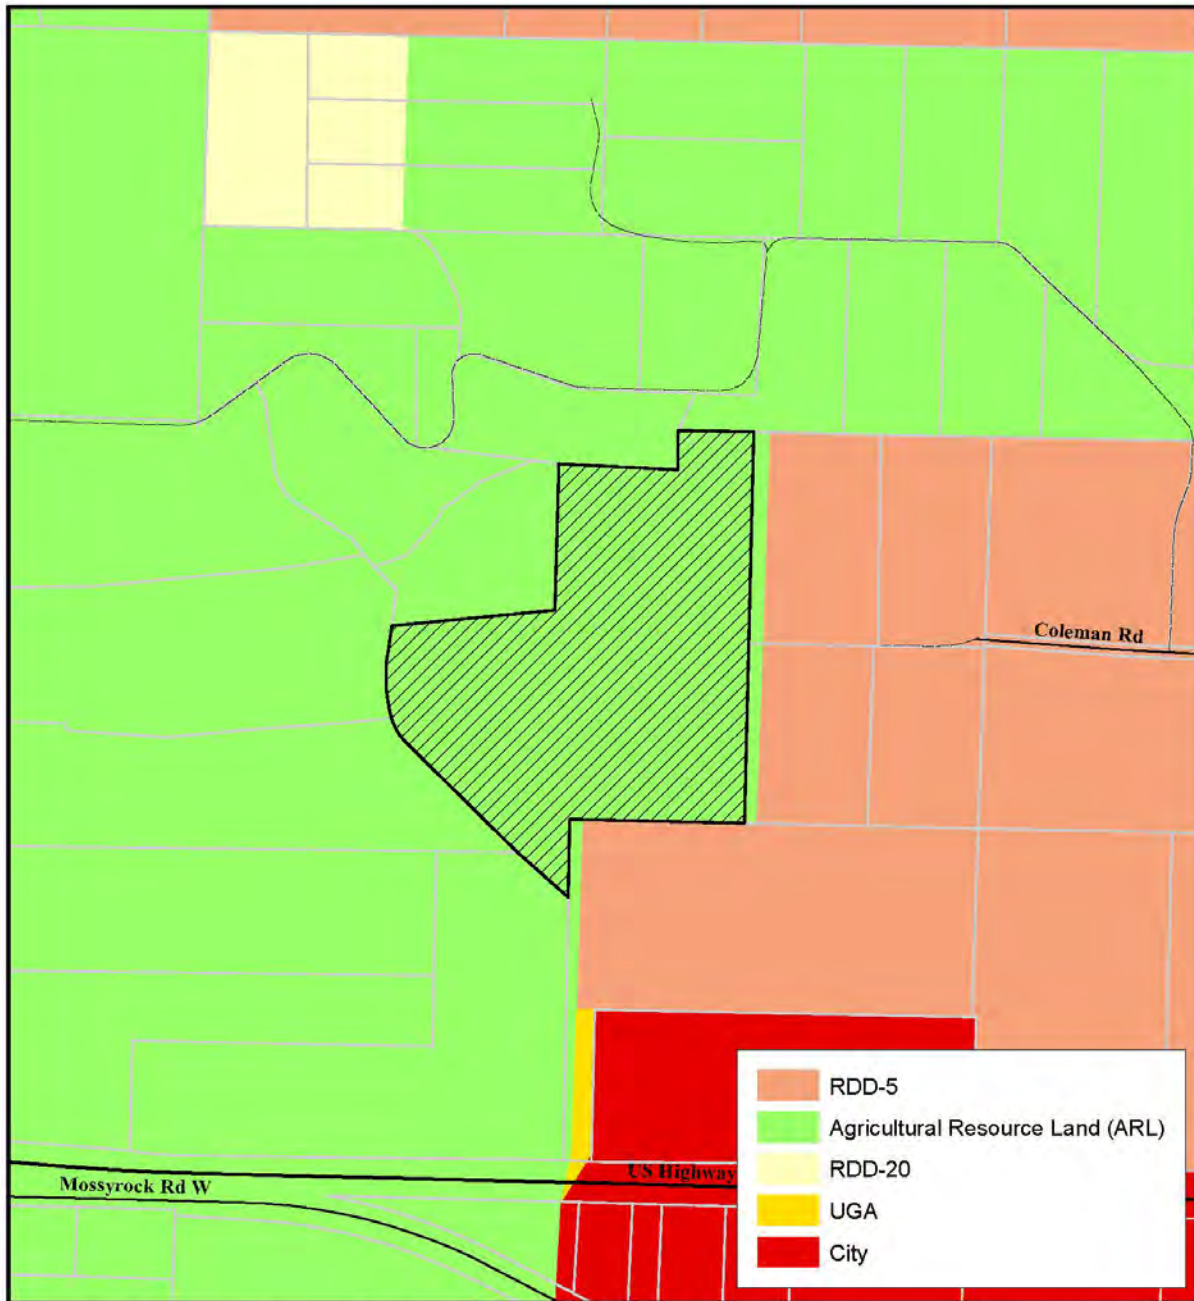 Coleman Rd
RDD-5
Agricultural Resource Land (ARL)
RDD-20
US Highway
Mossyrock Rd W
UGA
City